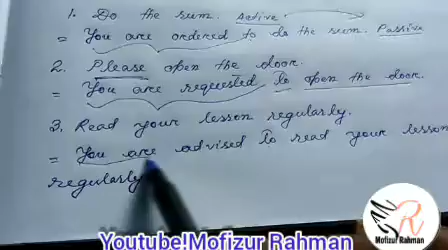 1. Do the sum. Active
= You are ordered to do the sum. Passive
2. Please open the door.
= You are requested to open the door.
3. Read your lesson regularly.
= You are advised to read your lesson
regularly
Mofizur Rahman
Youtube!Mofizur Rahman